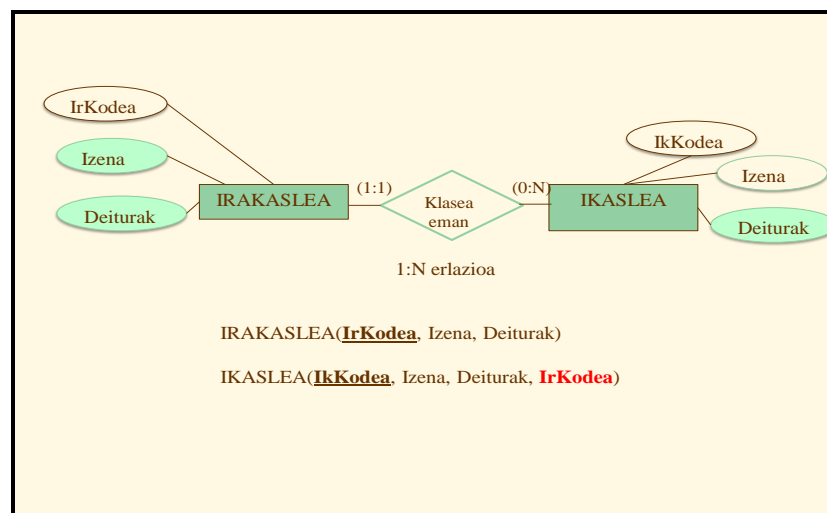 IrKodea
IkKodea
Izena
Izena
(1:1)
(0:N)
IRAKASLEA
IKASLEA
Klasea
eman
Deiturak
Deiturak
1:N erlazioa
IRAKASLEA(IrKodea, Izena, Deiturak)
IKASLEA(IkKodea, Izena, Deiturak, IrKodea)